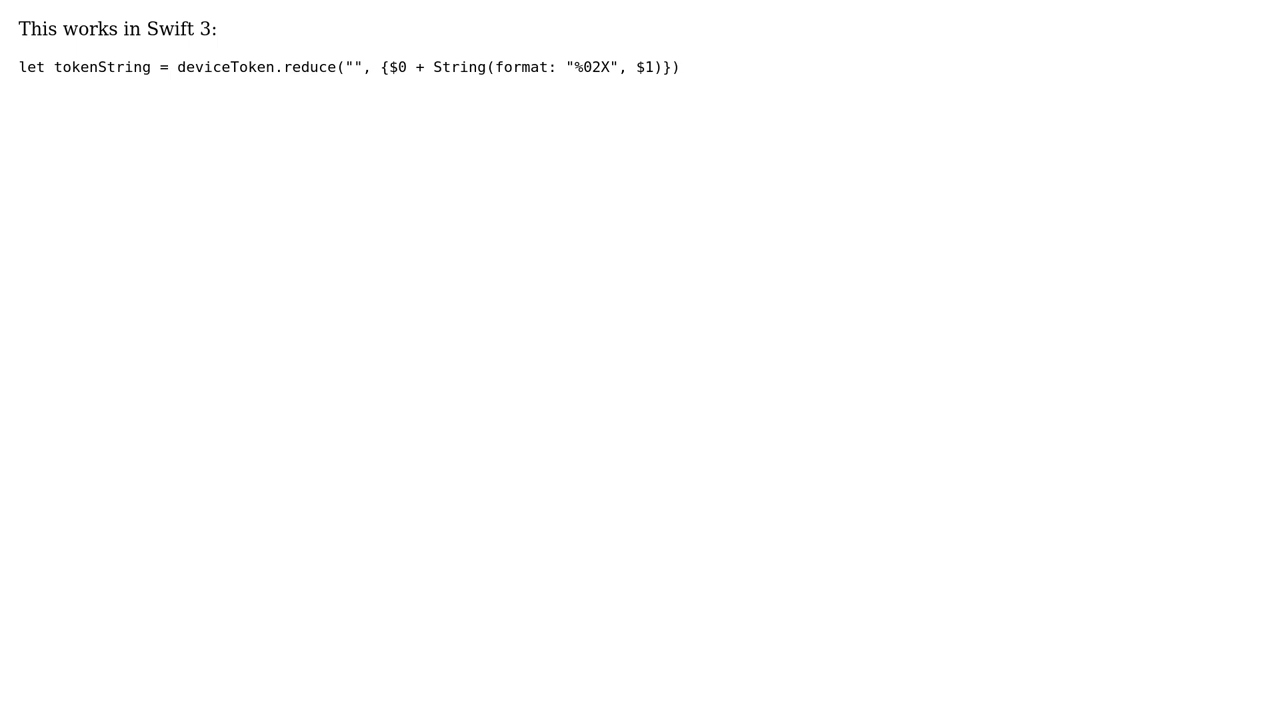 This works in Swift 3:
let tokenString = deviceToken.reduce("", {$0 + String(format: "%02X", $1)})